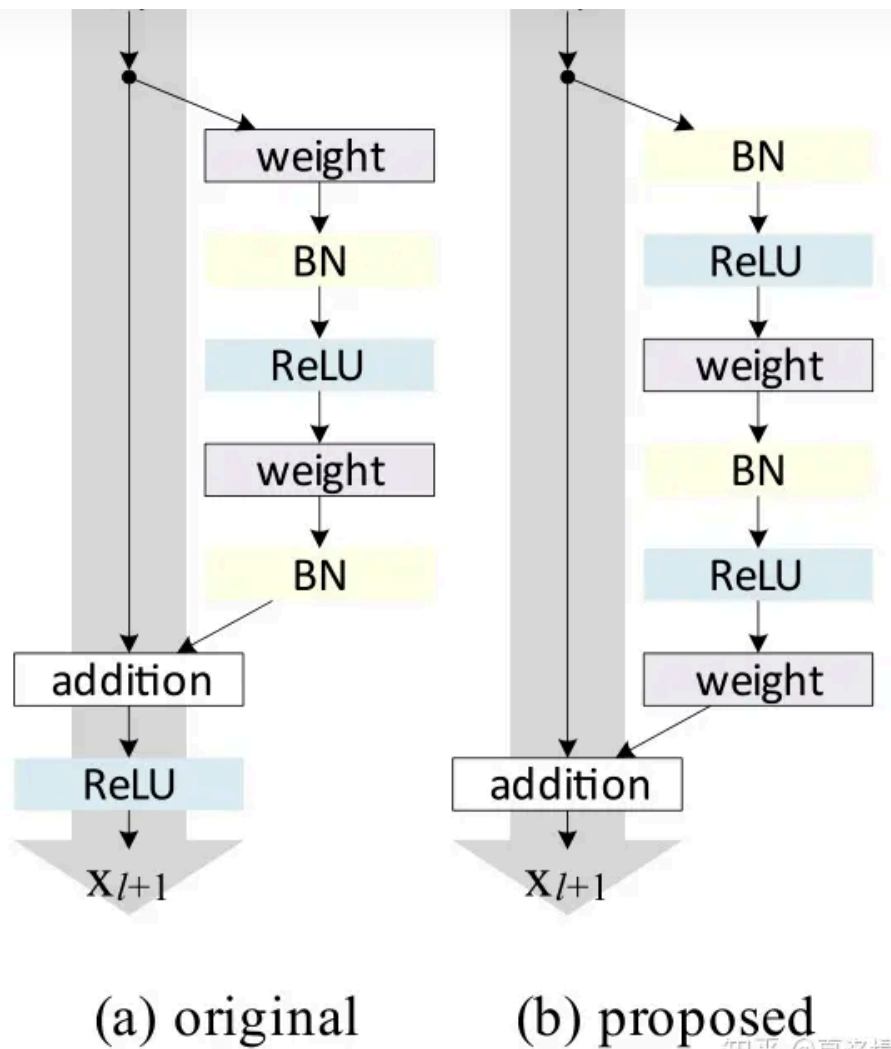 weight
BN
ReLU
weight
BN
addition
ReLU
x_{l+1}
(a) original
BN
ReLU
weight
BN
ReLU
weight
addition
x_{l+1}
(b) proposed